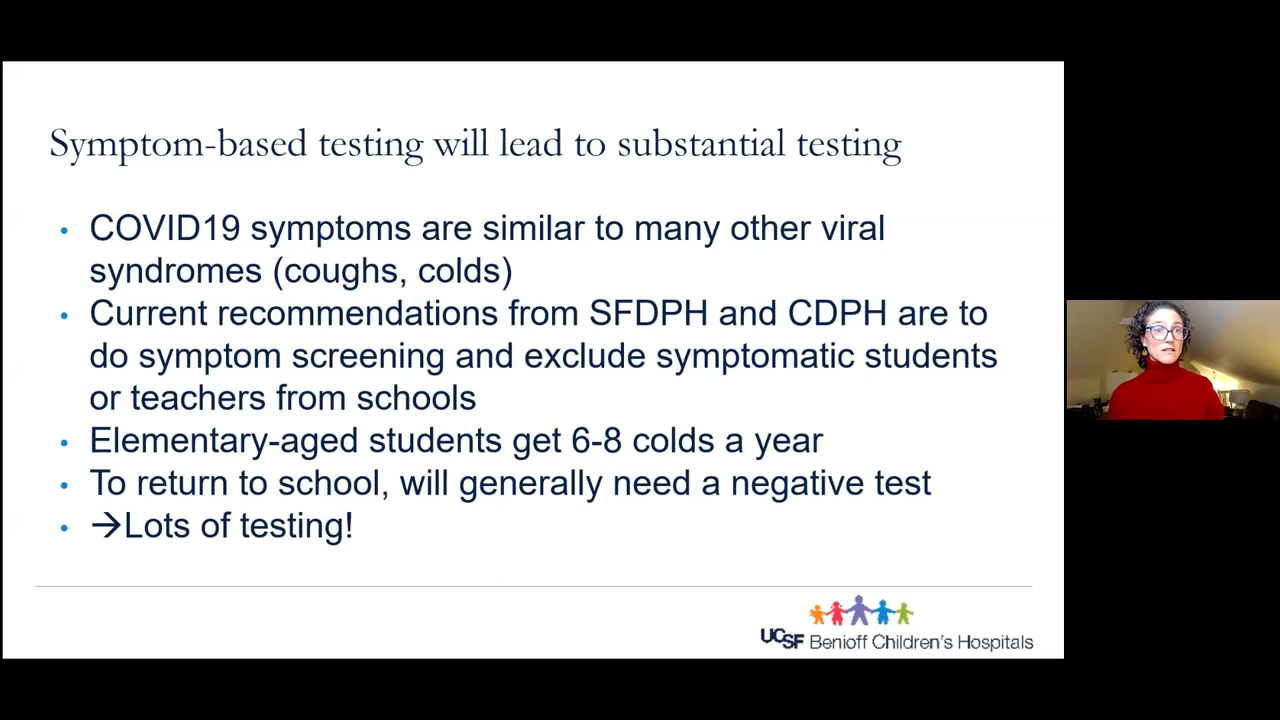 Symptom-based testing will lead to substantial testing
• COVID19 symptoms are similar to many other viral
syndromes (coughs, colds)
• Current recommendations from SFDPH and CDPH are to
do symptom screening and exclude symptomatic students
or teachers from schools
• Elementary-aged students get 6-8 colds a year
• To return to school, will generally need a negative test
• →Lots of testing!
UCSF Benioff Children's Hospitals